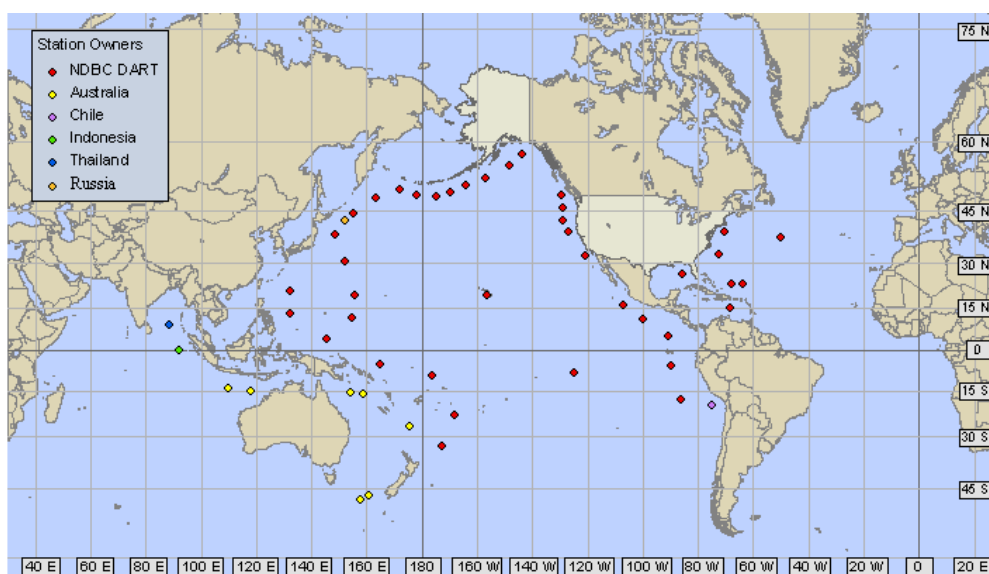 Station Owners
NDBC DART
Australia
Chile
Indonesia
Thailand
Russia
75 N
60 N
45 N
30 N
15 N
0
15 S
30 S
45 S
40 E 60 E 80 E 100 E 120 E 140 E 160 E 180 160 W 140 W 120 W 100 W 80 W 60 W 40 W 20 W 0 20 E